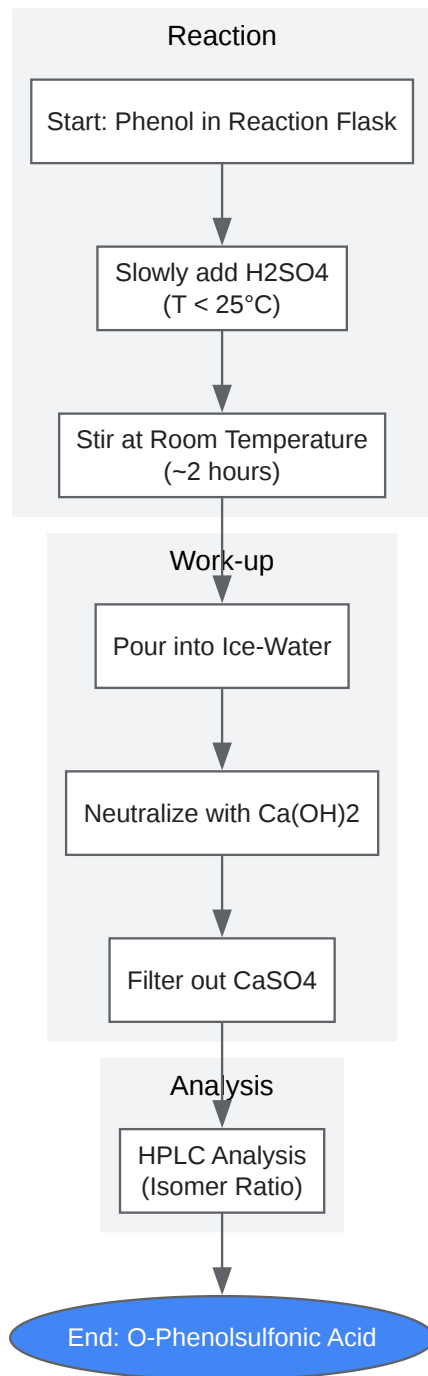 Reaction
Start: Phenol in Reaction Flask
Slowly add H2SO4
(T < 25°C)
Stir at Room Temperature
(~2 hours)
Work-up
Pour into Ice-Water
Neutralize with Ca(OH)2
Filter out CaSO4
Analysis
HPLC Analysis
(Isomer Ratio)
End: O-Phenolsulfonic Acid